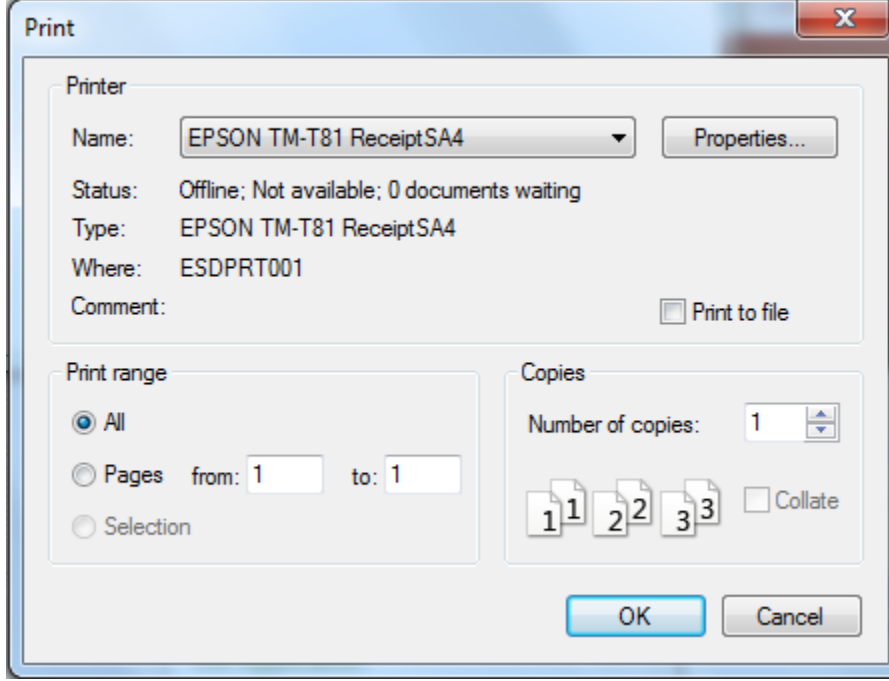 Print
Printer
Name: EPSON TM-T81 ReceiptSA4 Properties...
Status: Offline; Not available; 0 documents waiting
Type: EPSON TM-T81 ReceiptSA4
Where: ESDPRT001
Comment: Print to file
Print range
All
Pages from: 1 to: 1
Selection
Copies
Number of copies: 1
1 1 2 2 3 3 Collate
OK Cancel